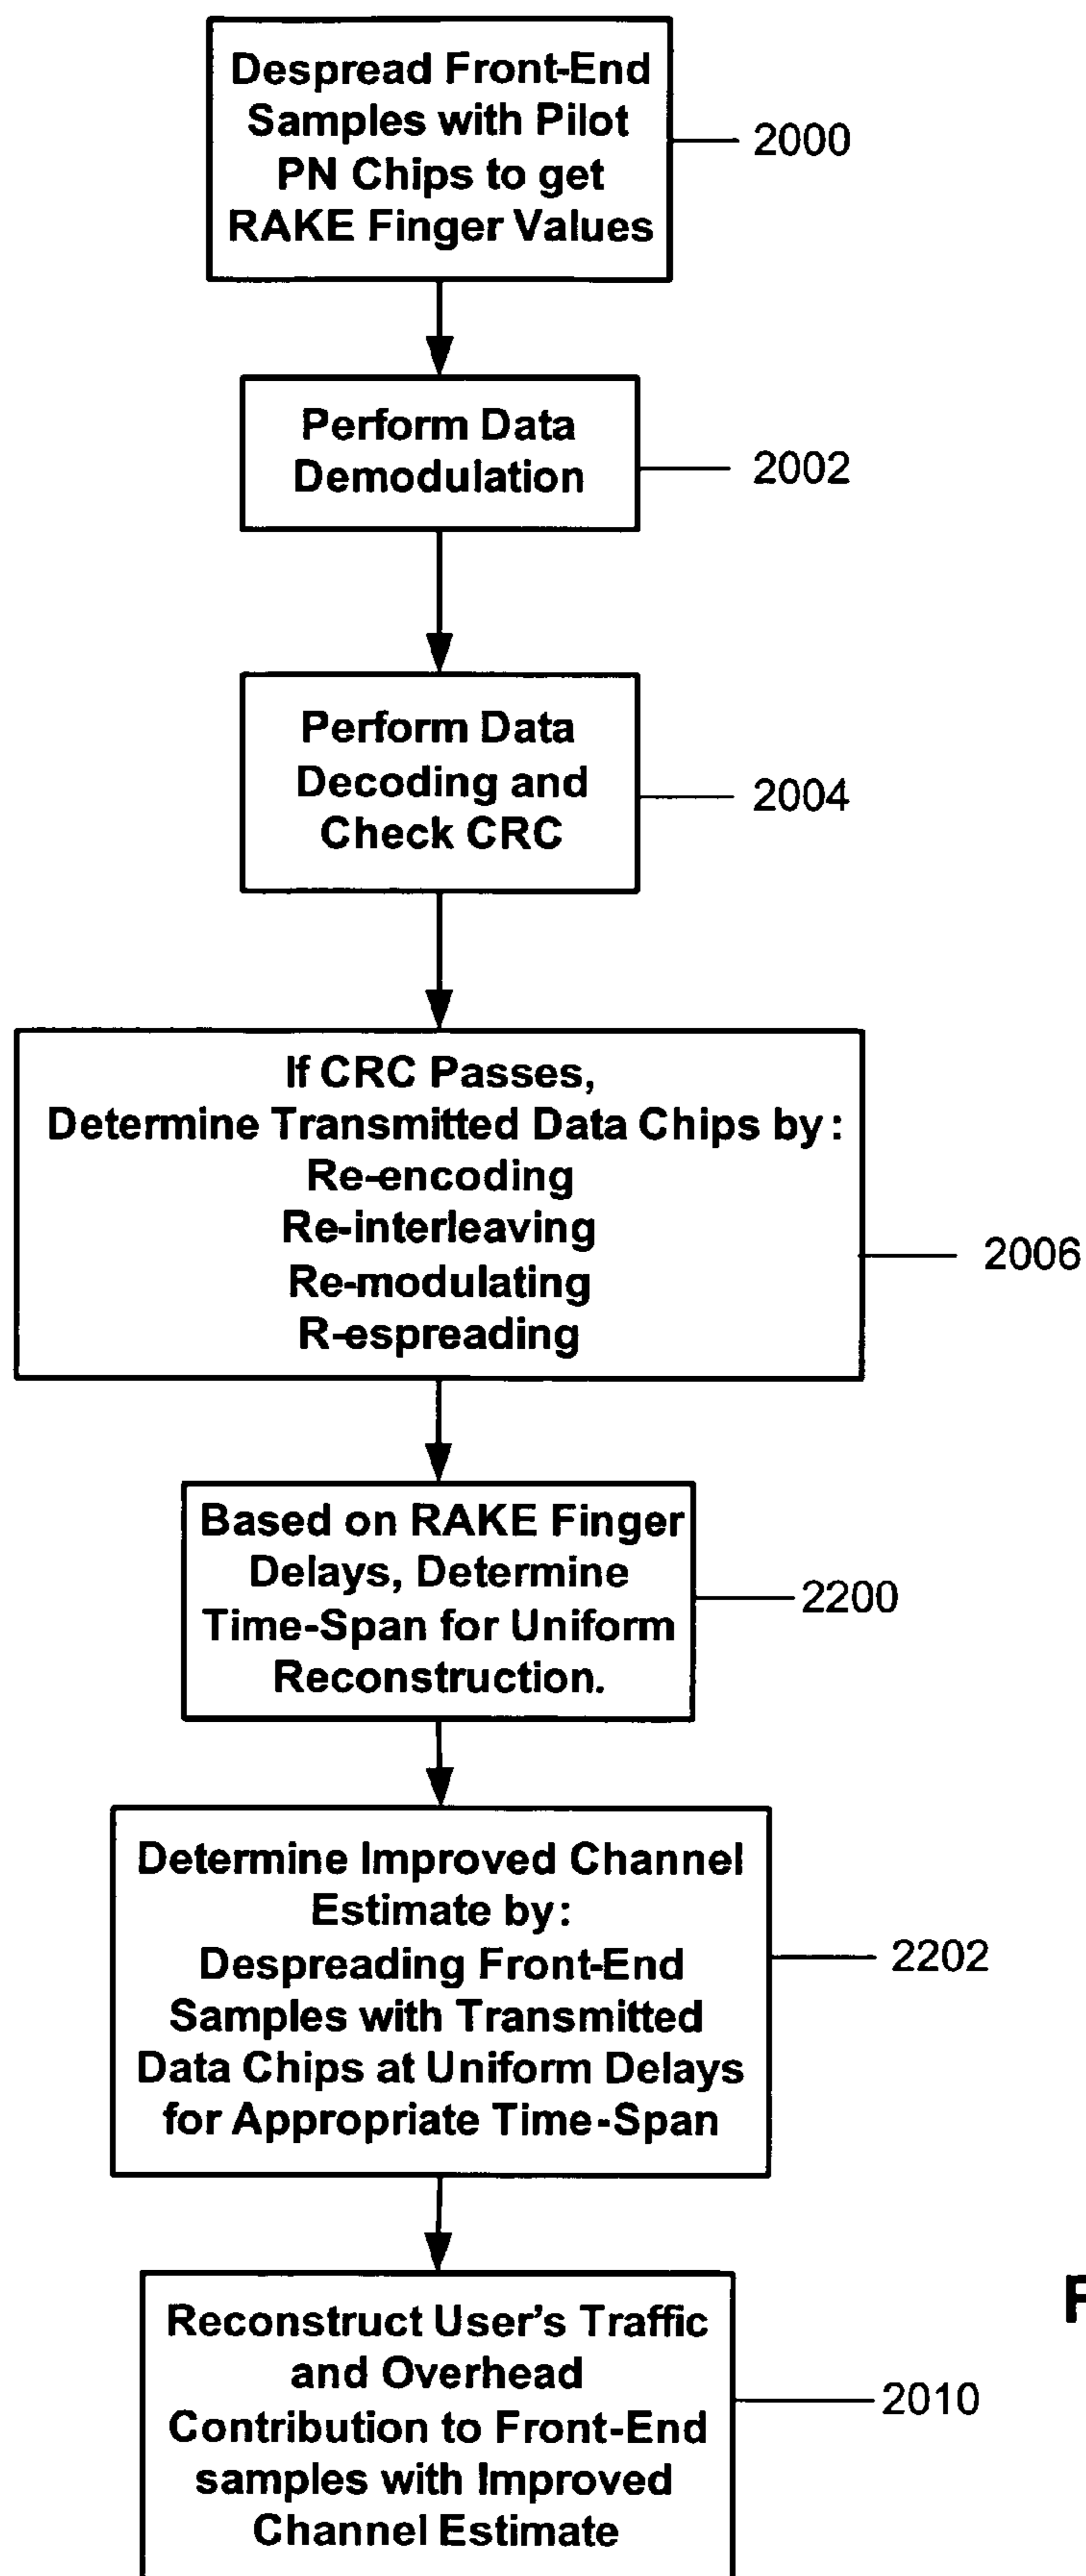 Despread Front-End
Samples with Pilot
PN Chips to get
RAKE Finger Values
2000
Perform Data
Demodulation
2002
Perform Data
Decoding and
Check CRC
2004
If CRC Passes,
Determine Transmitted Data Chips by:
Re-encoding
Re-interleaving
Re-modulating
R-espreading
2006
Based on RAKE Finger
Delays, Determine
Time-Span for Uniform
Reconstruction.
2200
Determine Improved Channel
Estimate by:
Despreading Front-End
Samples with Transmitted
Data Chips at Uniform Delays
for Appropriate Time-Span
2202
Reconstruct User's Traffic
and Overhead
Contribution to Front-End
samples with Improved
Channel Estimate
2010